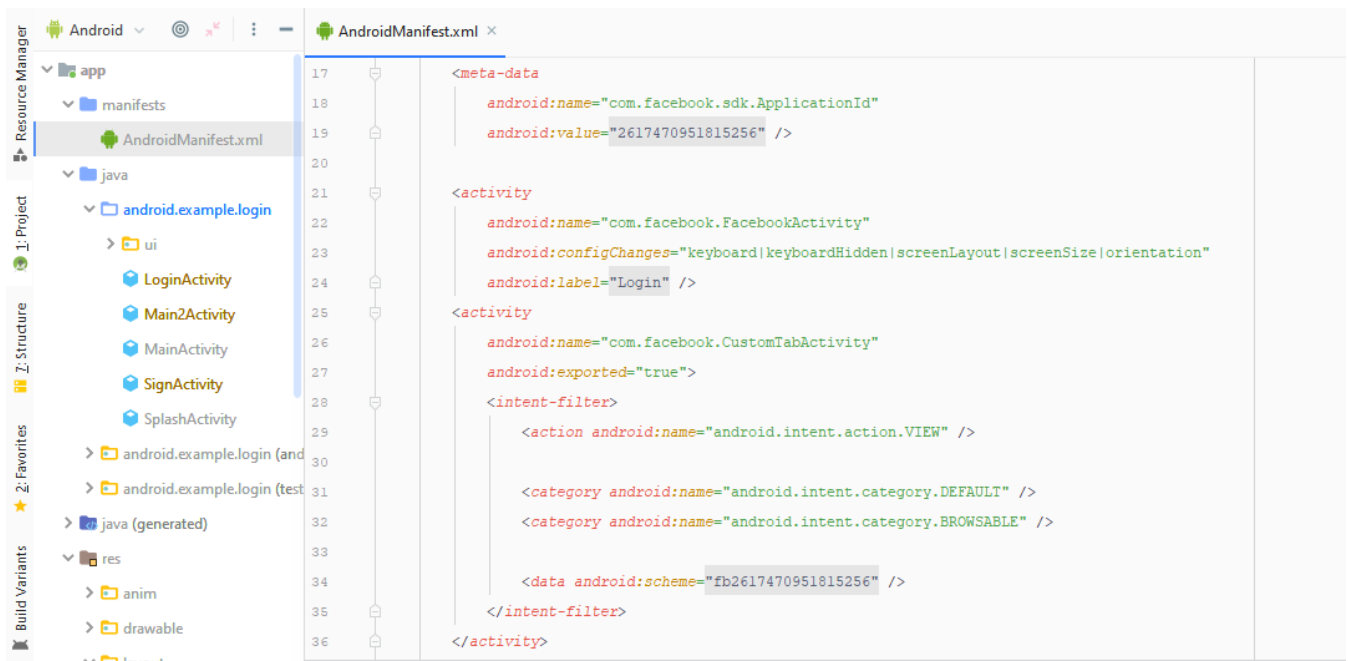 Resource Manager
1: Project
7: Structure
2: Favorites
Build Variants
Android
app
manifests
AndroidManifest.xml
java
android.example.login
ui
LoginActivity
Main2Activity
MainActivity
SignActivity
SplashActivity
android.example.login (and
android.example.login (test
java (generated)
res
anim
drawable
AndroidManifest.xml
17 <meta-data
18 android:name="com.facebook.sdk.ApplicationId"
19 android:value="2617470951815256" />
20
21 <activity
22 android:name="com.facebook.FacebookActivity"
23 android:configChanges="keyboard|keyboardHidden|screenLayout|screenSize|orientation"
24 android:label="Login" />
25 <activity
26 android:name="com.facebook.CustomTabActivity"
27 android:exported="true">
28 <intent-filter>
29 <action android:name="android.intent.action.VIEW" />
30
31 <category android:name="android.intent.category.DEFAULT" />
32 <category android:name="android.intent.category.BROWSABLE" />
33
34 <data android:scheme="fb2617470951815256" />
35 </intent-filter>
36 </activity>